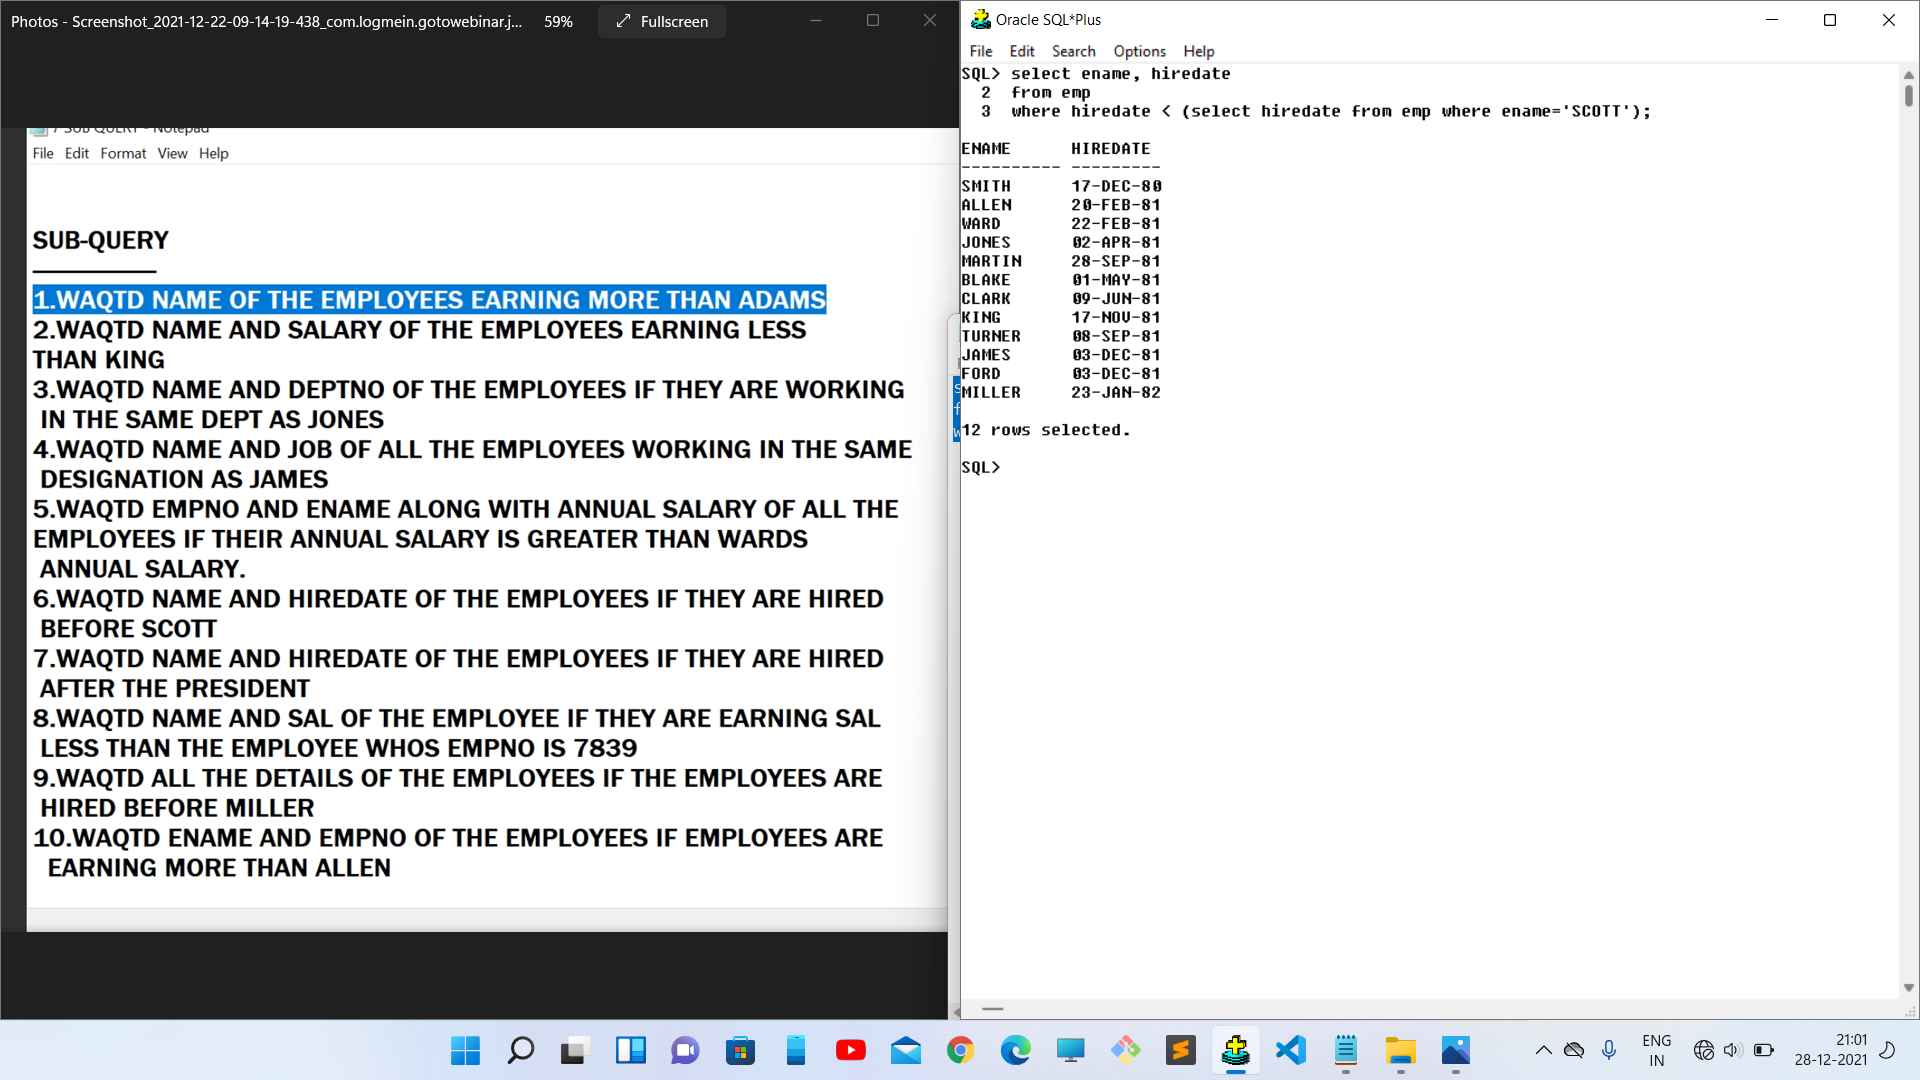 Photos - Screenshot_2021-12-22-09-14-19-438_com.logmein.gotowebinar.j... 59% Fullscreen
7 SUB QUERY - Notepad
File Edit Format View Help
SUB-QUERY
1.WAQTD NAME OF THE EMPLOYEES EARNING MORE THAN ADAMS
2.WAQTD NAME AND SALARY OF THE EMPLOYEES EARNING LESS
THAN KING
3.WAQTD NAME AND DEPTNO OF THE EMPLOYEES IF THEY ARE WORKING
IN THE SAME DEPT AS JONES
4.WAQTD NAME AND JOB OF ALL THE EMPLOYEES WORKING IN THE SAME
DESIGNATION AS JAMES
5.WAQTD EMPNO AND ENAME ALONG WITH ANNUAL SALARY OF ALL THE
EMPLOYEES IF THEIR ANNUAL SALARY IS GREATER THAN WARDS
ANNUAL SALARY.
6.WAQTD NAME AND HIREDATE OF THE EMPLOYEES IF THEY ARE HIRED
BEFORE SCOTT
7.WAQTD NAME AND HIREDATE OF THE EMPLOYEES IF THEY ARE HIRED
AFTER THE PRESIDENT
8.WAQTD NAME AND SAL OF THE EMPLOYEE IF THEY ARE EARNING SAL
LESS THAN THE EMPLOYEE WHOS EMPNO IS 7839
9.WAQTD ALL THE DETAILS OF THE EMPLOYEES IF THE EMPLOYEES ARE
HIRED BEFORE MILLER
10.WAQTD ENAME AND EMPNO OF THE EMPLOYEES IF EMPLOYEES ARE
EARNING MORE THAN ALLEN
Oracle SQL*Plus
File Edit Search Options Help
SQL> select ename, hiredate
2 from emp
3 where hiredate < (select hiredate from emp where ename='SCOTT');
ENAME HIREDATE
---------- ---------
SMITH 17-DEC-80
ALLEN 20-FEB-81
WARD 22-FEB-81
JONES 02-APR-81
MARTIN 28-SEP-81
BLAKE 01-MAY-81
CLARK 09-JUN-81
KING 17-NOV-81
TURNER 08-SEP-81
JAMES 03-DEC-81
FORD 03-DEC-81
MILLER 23-JAN-82
12 rows selected.
SQL>
ENG
IN
21:01
28-12-2021